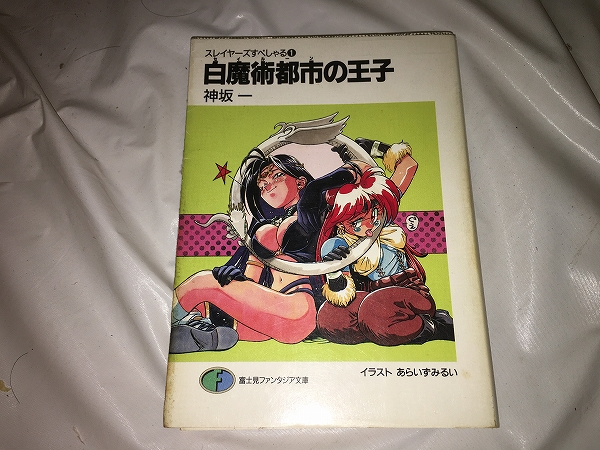 スレイヤーズすぺしゃる1
白魔術都市の王子
神坂 一
イラスト あらいずみるい
富士見ファンタジア文庫